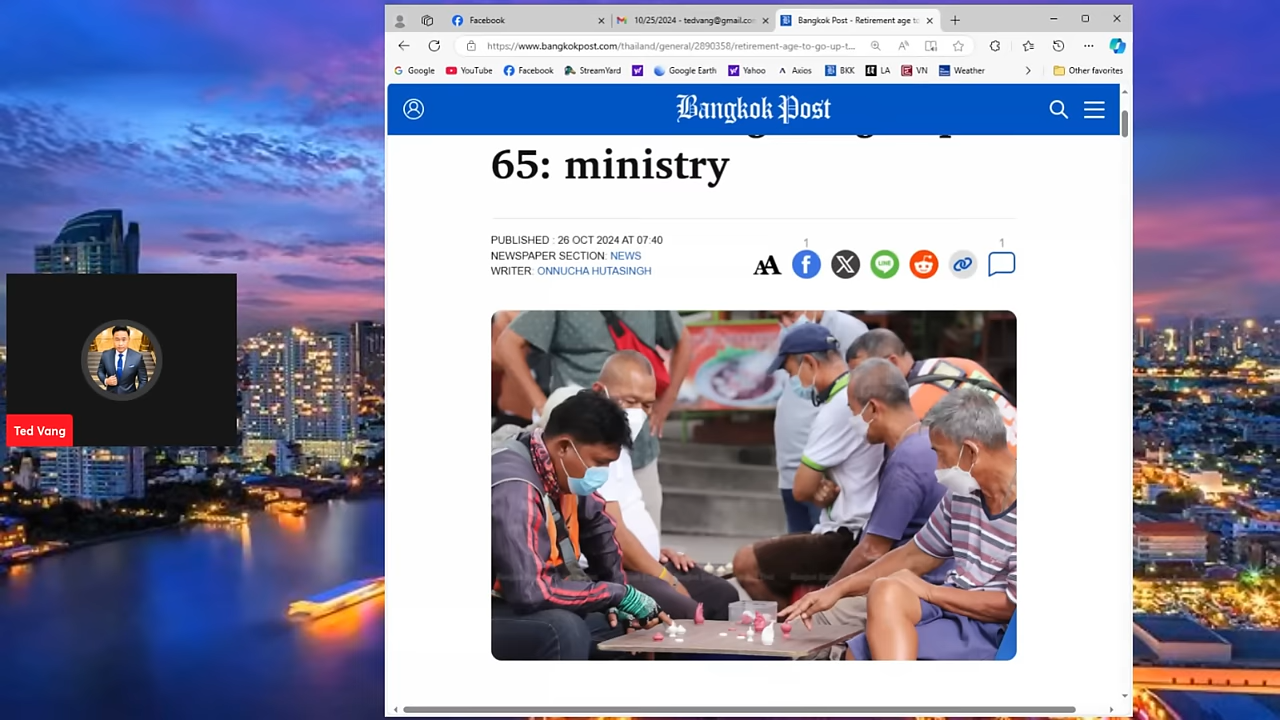 Facebook
10/25/2024 - tedvang@gmail.co
Bangkok Post - Retirement age to
https://www.bangkokpost.com/thailand/general/2890358/retirement-age-to-go-up-t...
Google
YouTube
Facebook
StreamYard
Google Earth
Yahoo
Axios
BKK
LA
VN
Weather
Other favorites
Bangkok Post
65: ministry
PUBLISHED : 26 OCT 2024 AT 07:40
NEWSPAPER SECTION: NEWS
WRITER: ONNUCHA HUTASINGH
AA
1
LINE
1
Ted Vang